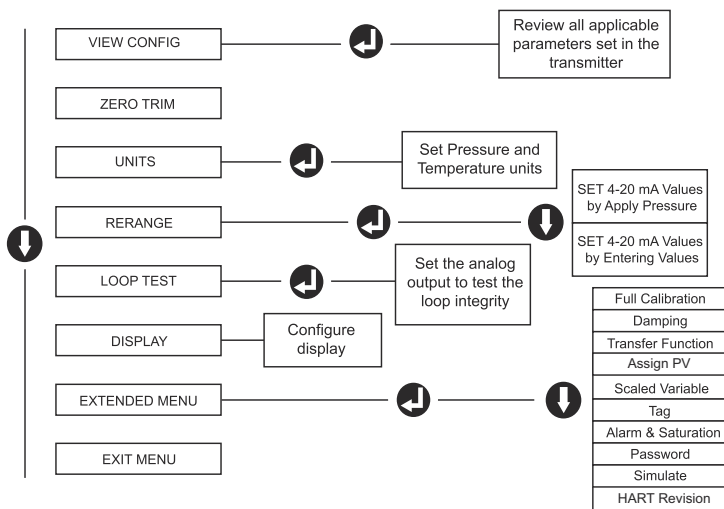 VIEW CONFIG
Review all applicable
parameters set in the
transmitter
ZERO TRIM
UNITS
Set Pressure and
Temperature units
RERANGE
SET 4-20 mA Values
by Apply Pressure
SET 4-20 mA Values
by Entering Values
LOOP TEST
Set the analog
output to test the
loop integrity
DISPLAY
Configure
display
EXTENDED MENU
Full Calibration
Damping
Transfer Function
Assign PV
Scaled Variable
Tag
Alarm & Saturation
Password
Simulate
HART Revision
EXIT MENU